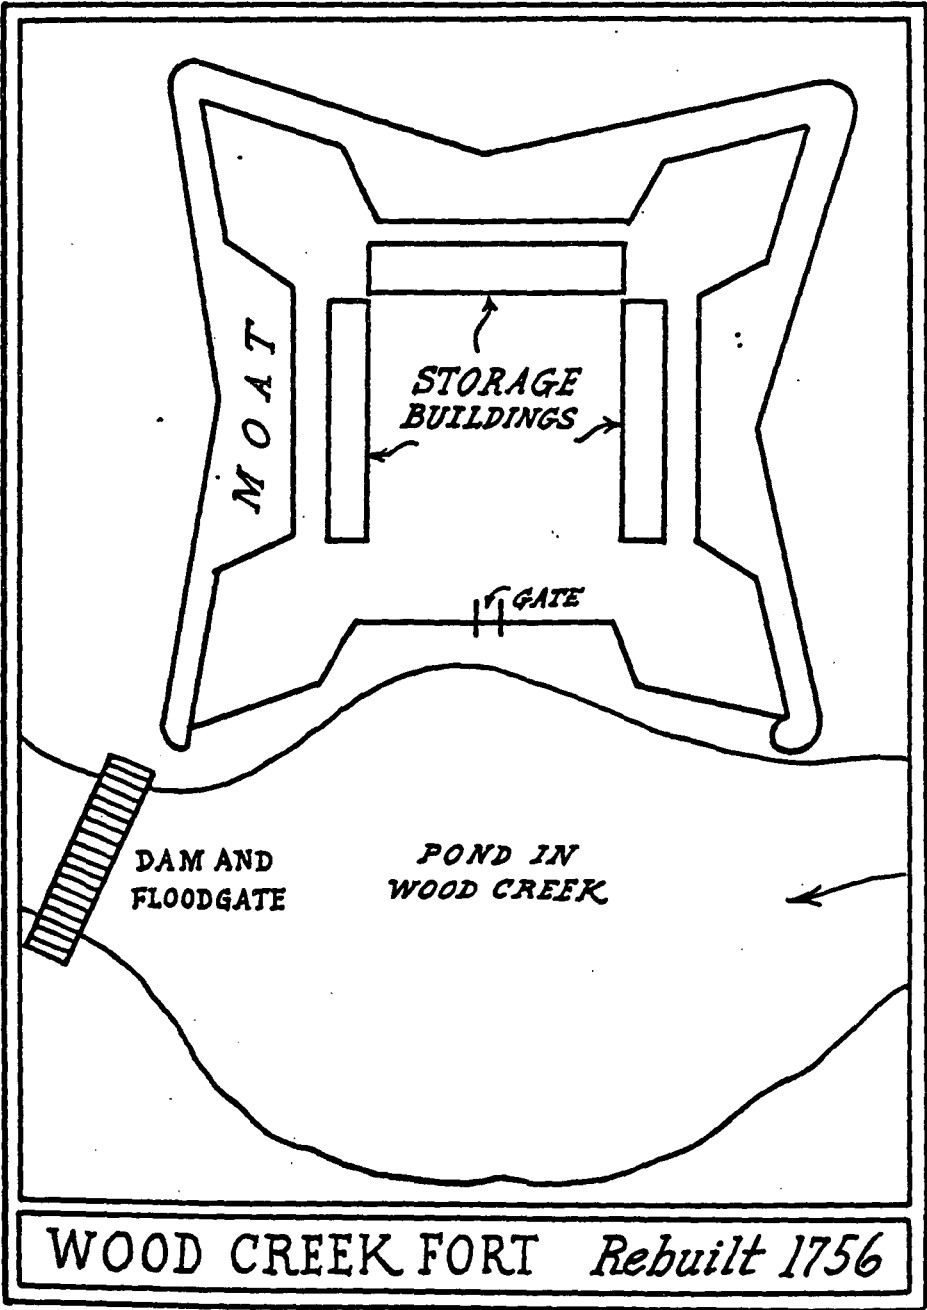 MOAT
STORAGE
BUILDINGS
GATE
DAM AND
FLOODGATE
POND IN
WOOD CREEK
WOOD CREEK FORT Rebuilt 1756